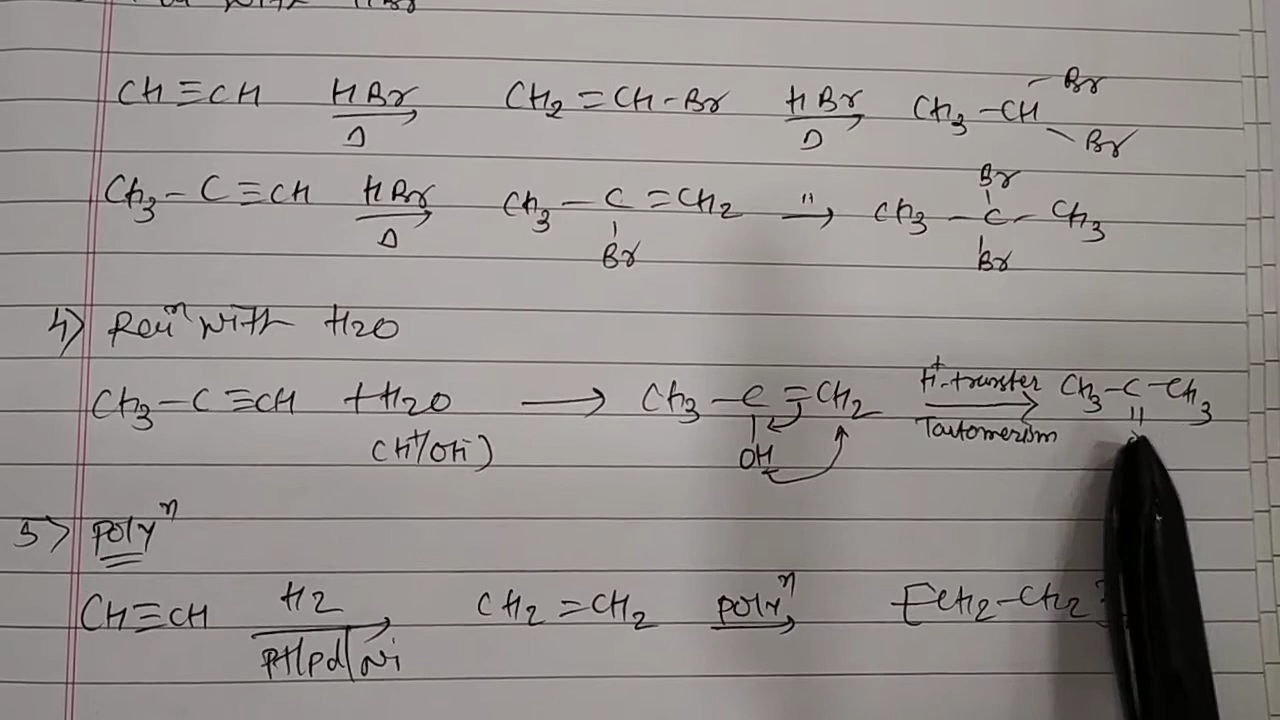 CH≡CH HBr Δ CH2=CH-Br HBr Δ CH3-CH Br Br
CH3-C≡CH HBr Δ CH3-C=CH2 Br " → CH3-C-CH3 Br Br
4) Reaⁿ With H2O
CH3-C≡CH +H2O (H+/OH-) → CH3-C=CH2 OH H+-transfer Tautomerism CH3-C-CH3
5) Polyⁿ
CH≡CH H2 Pt/Pd/Ni CH2=CH2 Polyⁿ [CH2-CH2